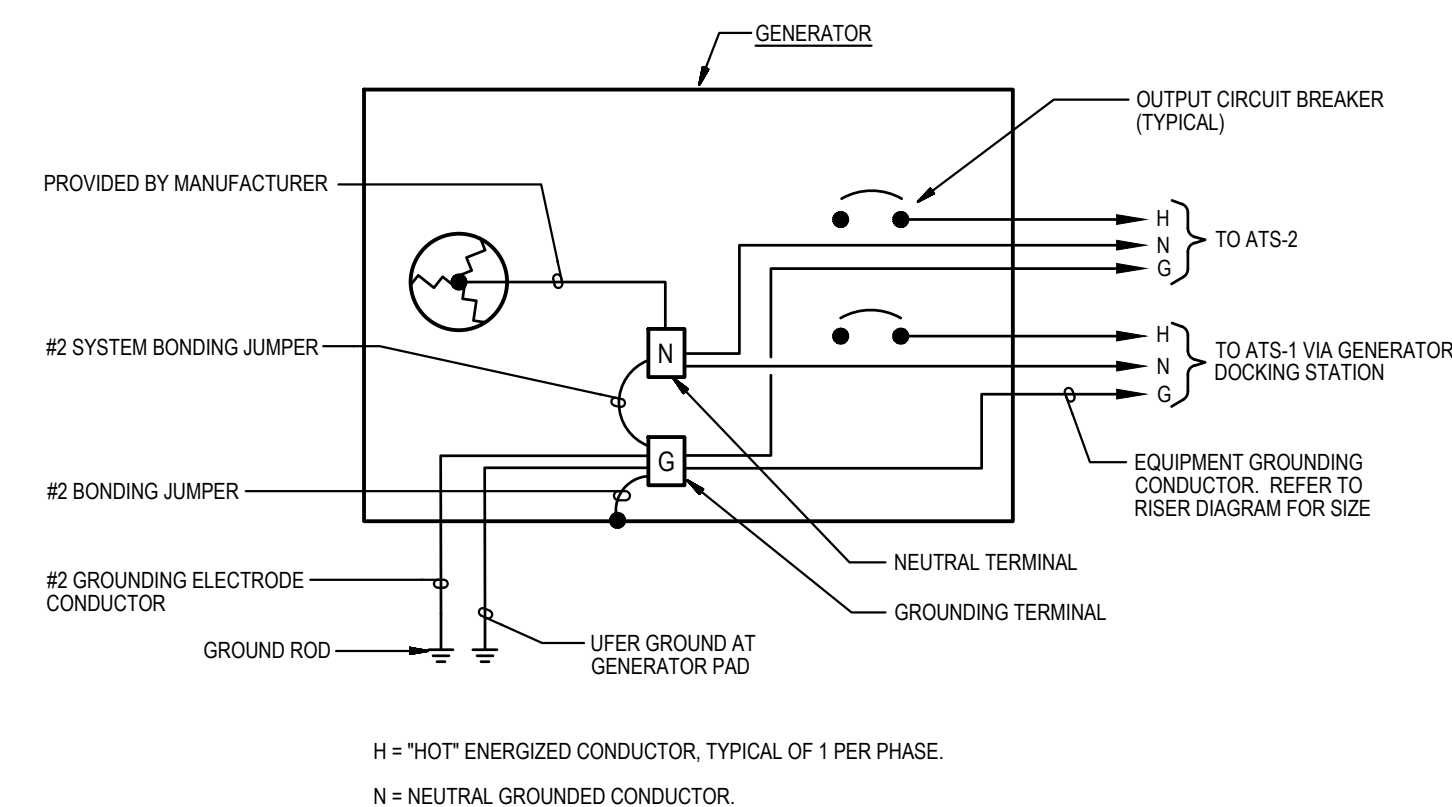 GENERATOR
OUTPUT CIRCUIT BREAKER
(TYPICAL)
PROVIDED BY MANUFACTURER
H
N
G
TO ATS-2
#2 SYSTEM BONDING JUMPER
N
H
N
G
TO ATS-1 VIA GENERATOR
DOCKING STATION
G
#2 BONDING JUMPER
EQUIPMENT GROUNDING
CONDUCTOR. REFER TO
RISER DIAGRAM FOR SIZE
NEUTRAL TERMINAL
#2 GROUNDING ELECTRODE
CONDUCTOR
GROUNDING TERMINAL
GROUND ROD
UFER GROUND AT
GENERATOR PAD
H = "HOT" ENERGIZED CONDUCTOR, TYPICAL OF 1 PER PHASE.
N = NEUTRAL GROUNDED CONDUCTOR.